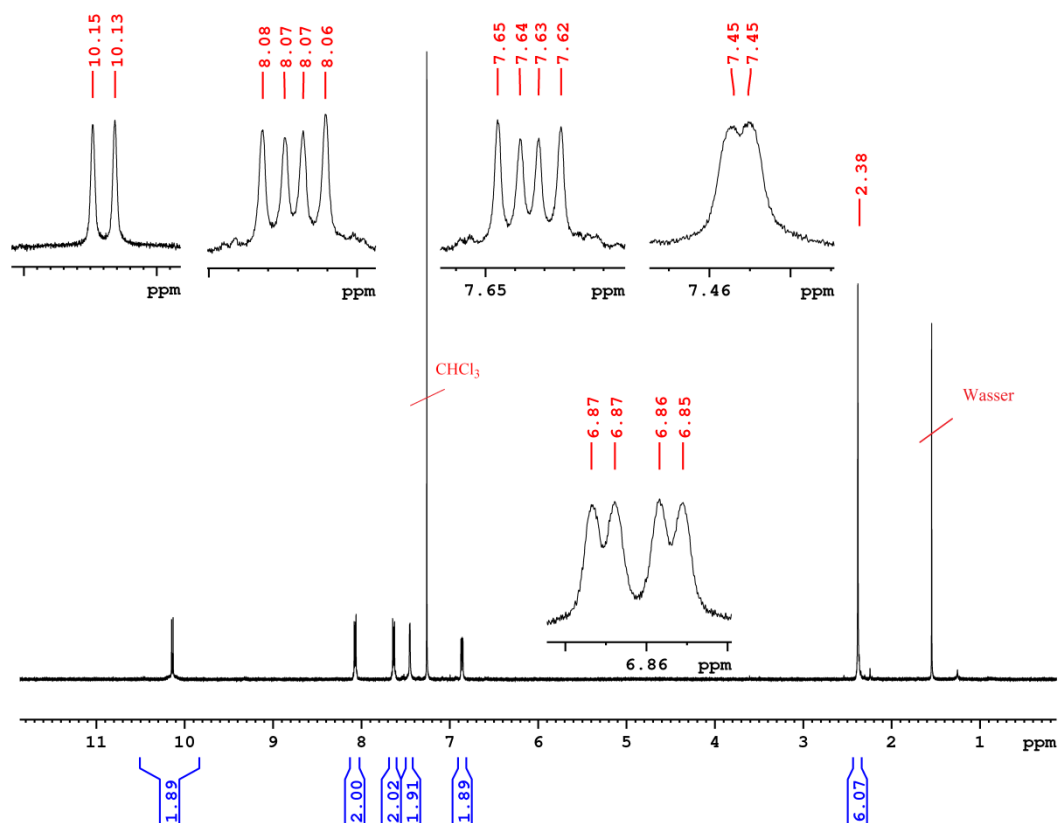 10.15
10.13
8.08
8.07
8.07
8.06
7.65
7.64
7.63
7.62
7.45
7.45
2.38
ppm
ppm
7.65 ppm
7.46 ppm
CHCl₃
Wasser
6.87
6.87
6.86
6.85
6.86 ppm
11 10 9 8 7 6 5 4 3 2 1 ppm
1.89
2.00
2.02
1.91
1.89
6.07